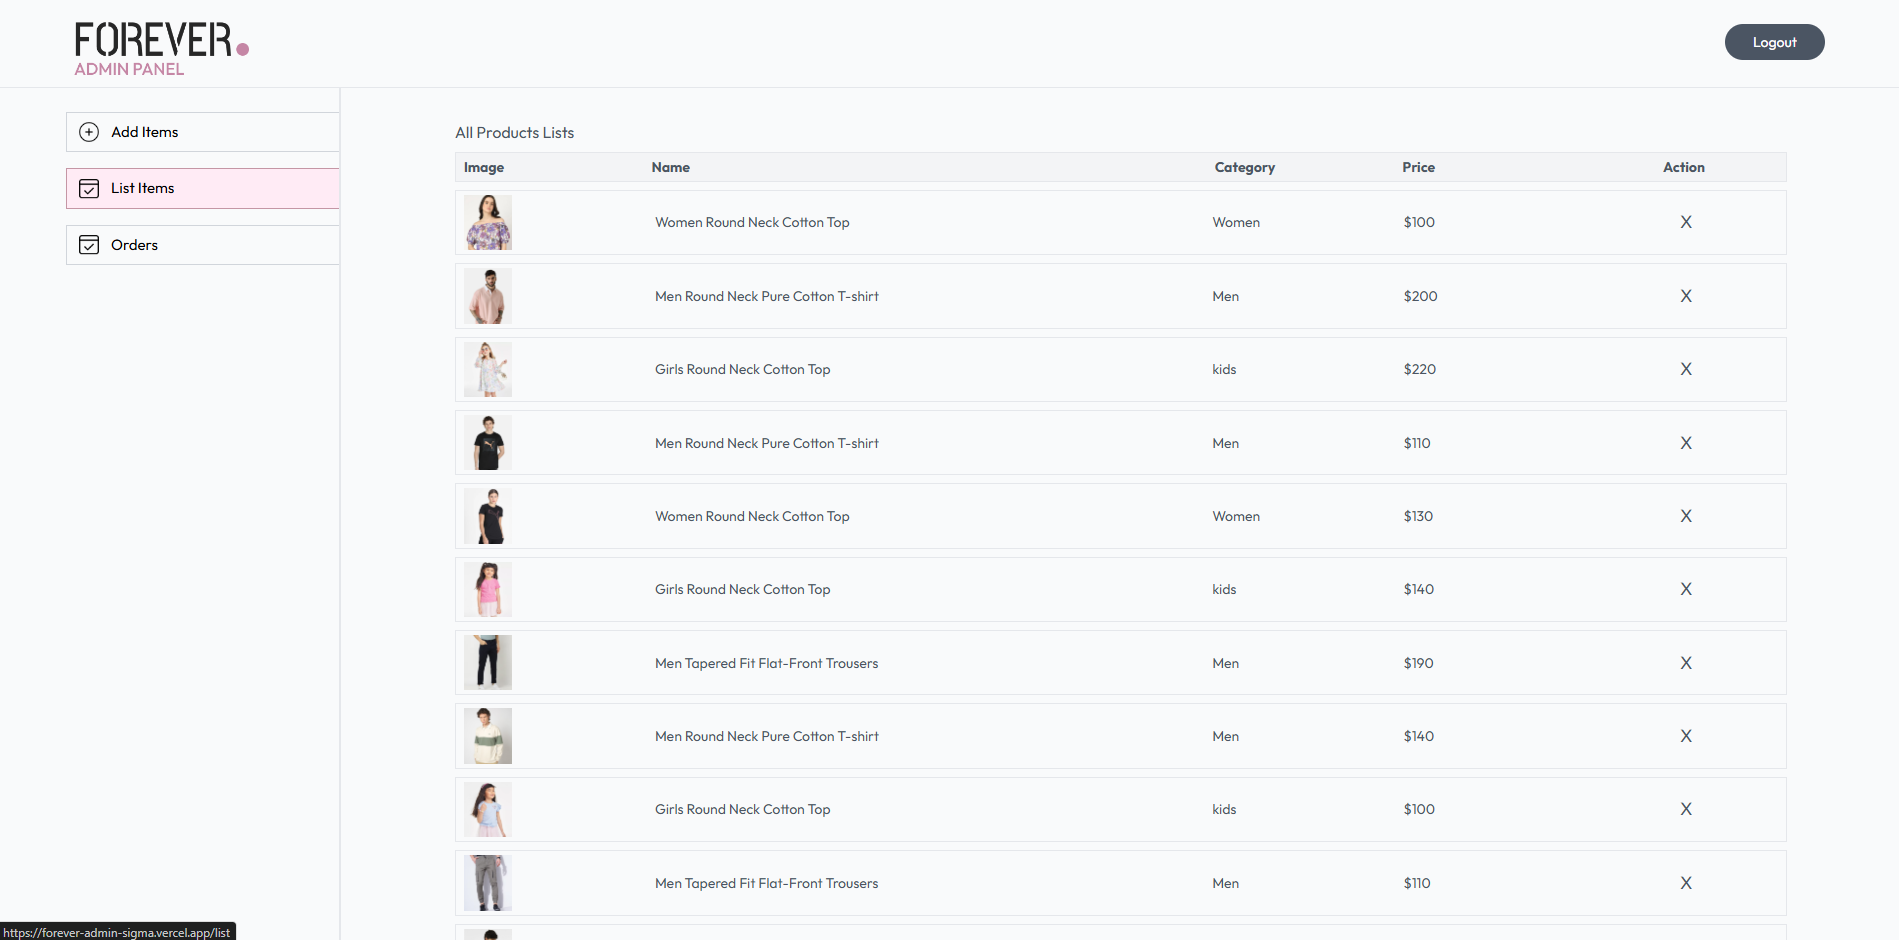 FOREVER.
ADMIN PANEL
Logout
Add Items
List Items
Orders
All Products Lists
Image Name Category Price Action
Women Round Neck Cotton Top Women $100 X
Men Round Neck Pure Cotton T-shirt Men $200 X
Girls Round Neck Cotton Top kids $220 X
Men Round Neck Pure Cotton T-shirt Men $110 X
Women Round Neck Cotton Top Women $130 X
Girls Round Neck Cotton Top kids $140 X
Men Tapered Fit Flat-Front Trousers Men $190 X
Men Round Neck Pure Cotton T-shirt Men $140 X
Girls Round Neck Cotton Top kids $100 X
Men Tapered Fit Flat-Front Trousers Men $110 X
https://forever-admin-sigma.vercel.app/list